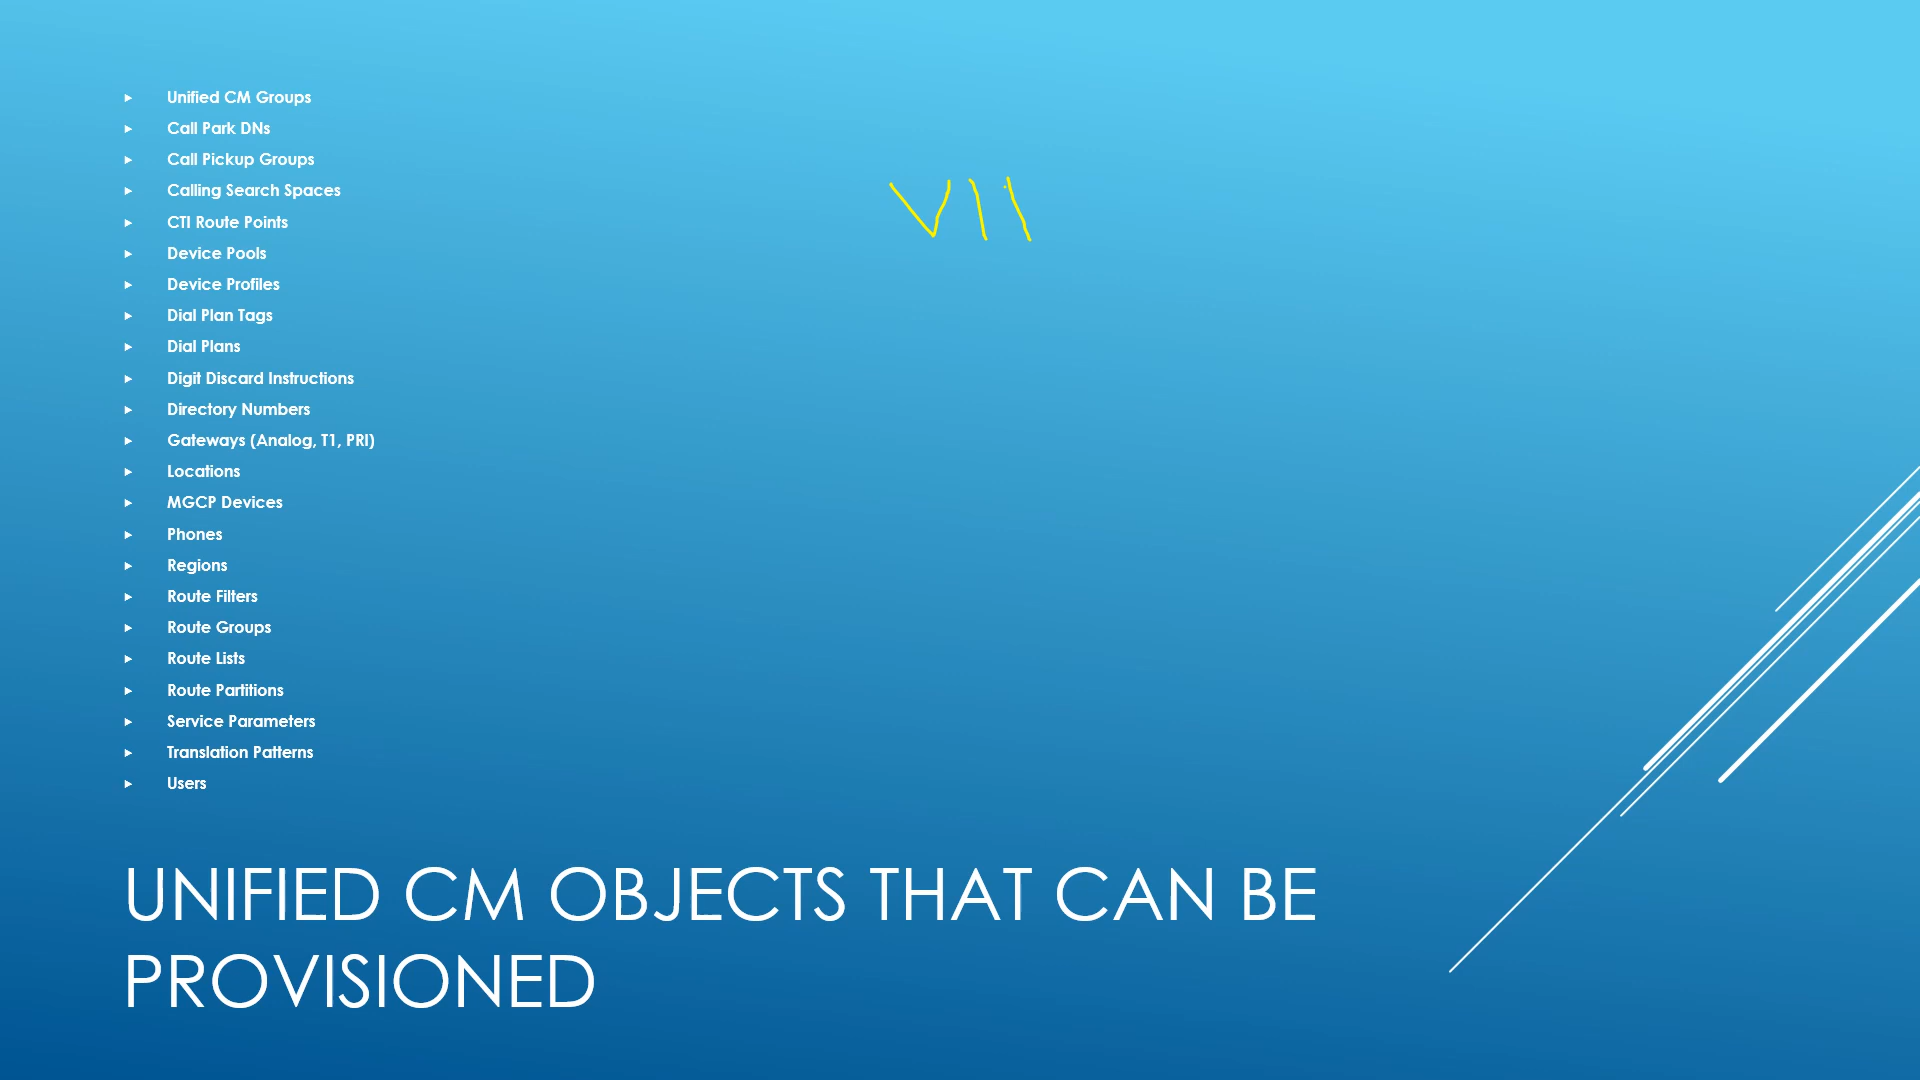 Unified CM Groups
Call Park DNs
Call Pickup Groups
Calling Search Spaces
CTI Route Points
Device Pools
Device Profiles
Dial Plan Tags
Dial Plans
Digit Discard Instructions
Directory Numbers
Gateways (Analog, T1, PRI)
Locations
MGCP Devices
Phones
Regions
Route Filters
Route Groups
Route Lists
Route Partitions
Service Parameters
Translation Patterns
Users
VII
UNIFIED CM OBJECTS THAT CAN BE
PROVISIONED